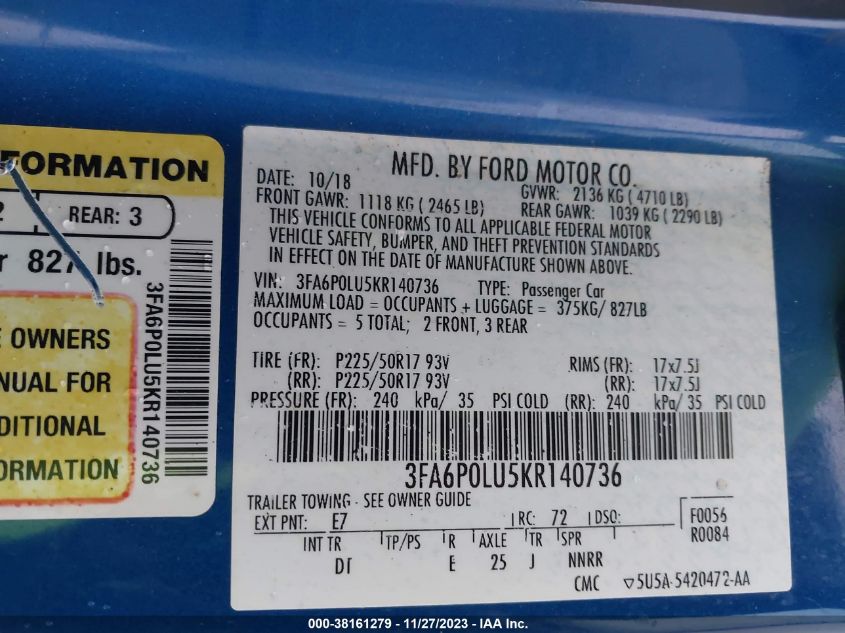 FORMATION
2 REAR: 3
r 827 lbs.
OWNERS
NUAL FOR
DITIONAL
FORMATION
3FA6P0LU5KR140736
MFD. BY FORD MOTOR CO.
DATE: 10/18
GVWR: 2136 KG ( 4710 LB)
FRONT GAWR: 1118 KG ( 2465 LB)
REAR GAWR: 1039 KG ( 2290 LB)
THIS VEHICLE CONFORMS TO ALL APPLICABLE FEDERAL MOTOR
VEHICLE SAFETY, BUMPER, AND THEFT PREVENTION STANDARDS
IN EFFECT ON THE DATE OF MANUFACTURE SHOWN ABOVE.
VIN: 3FA6P0LU5KR140736 TYPE: Passenger Car
MAXIMUM LOAD = OCCUPANTS + LUGGAGE = 375KG/ 827LB
OCCUPANTS = 5 TOTAL; 2 FRONT, 3 REAR
TIRE (FR): P225/50R17 93V RIMS (FR): 17x7.5J
(RR): P225/50R17 93V (RR): 17x7.5J
PRESSURE (FR): 240 kPa/ 35 PSI COLD (RR): 240 kPa/ 35 PSI COLD
3FA6P0LU5KR140736
TRAILER TOWING - SEE OWNER GUIDE
EXT PNT: E7 RC: 72 DSO: F0056
R0084
INT TR TP/PS R AXLE TR SPR
DT E 25 J NNRR
CMC ▽5U5A-5420472-AA
000-38161279 - 11/27/2023 - IAA Inc.